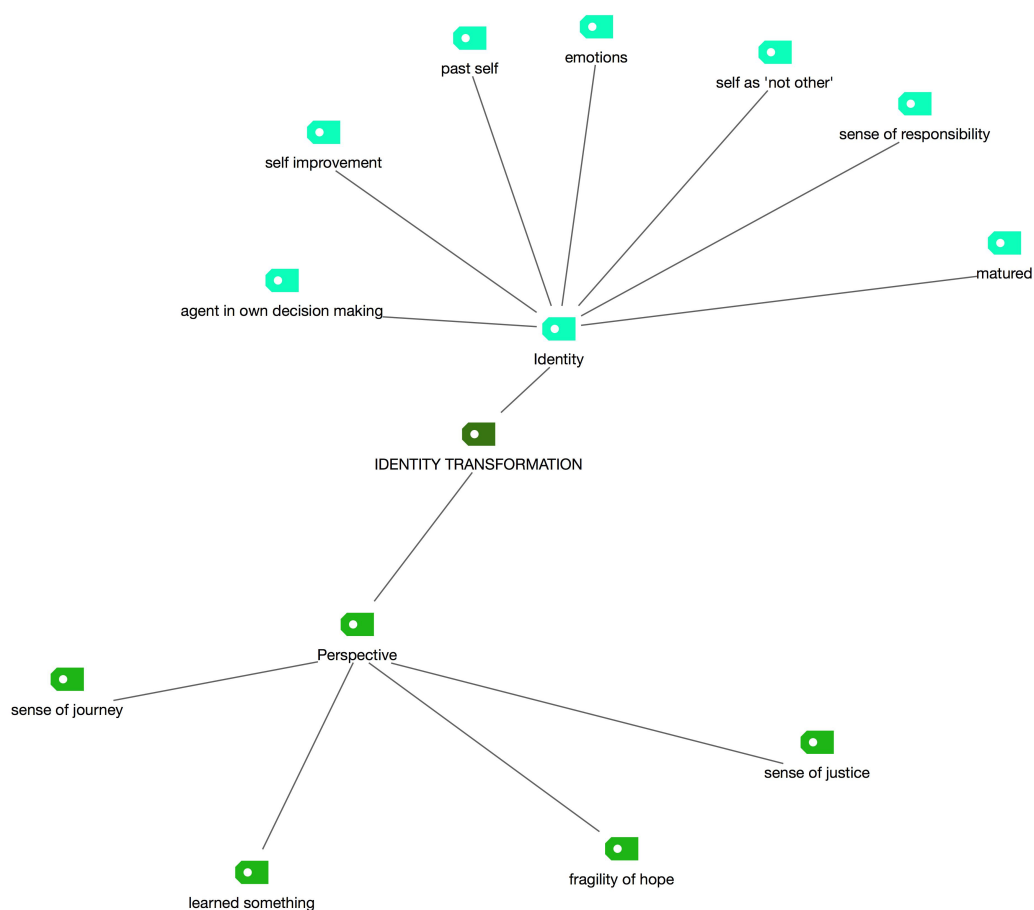 emotions
past self
self as 'not other'
sense of responsibility
self improvement
matured
agent in own decision making
Identity
IDENTITY TRANSFORMATION
Perspective
sense of journey
sense of justice
fragility of hope
learned something